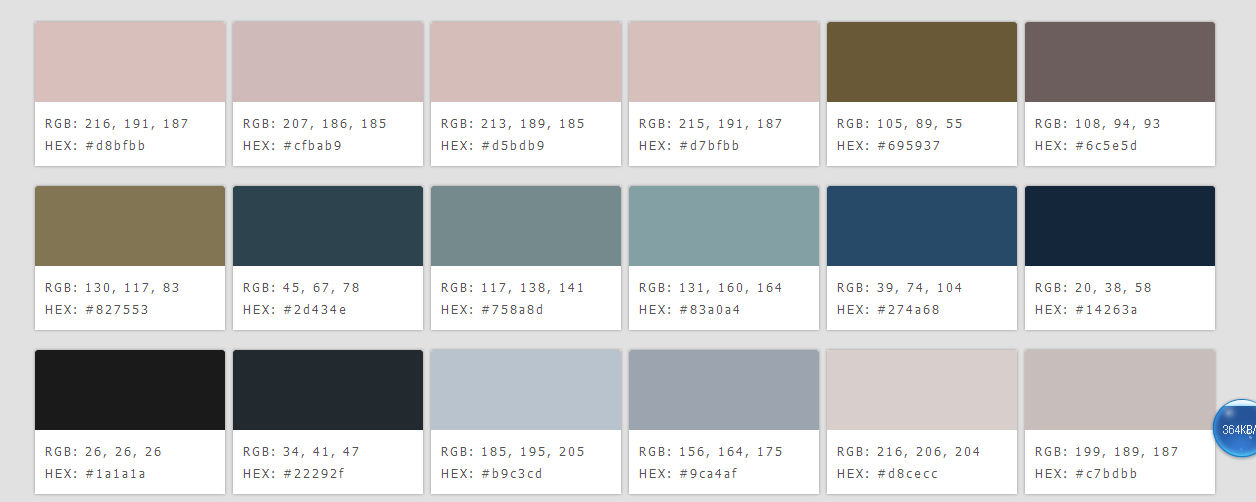 RGB: 216, 191, 187
HEX: #d8bfbb
RGB: 207, 186, 185
HEX: #cfbab9
RGB: 213, 189, 185
HEX: #d5bdb9
RGB: 215, 191, 187
HEX: #d7bfbb
RGB: 105, 89, 55
HEX: #695937
RGB: 108, 94, 93
HEX: #6c5e5d
RGB: 130, 117, 83
HEX: #827553
RGB: 45, 67, 78
HEX: #2d434e
RGB: 117, 138, 141
HEX: #758a8d
RGB: 131, 160, 164
HEX: #83a0a4
RGB: 39, 74, 104
HEX: #274a68
RGB: 20, 38, 58
HEX: #14263a
RGB: 26, 26, 26
HEX: #1a1a1a
RGB: 34, 41, 47
HEX: #22292f
RGB: 185, 195, 205
HEX: #b9c3cd
RGB: 156, 164, 175
HEX: #9ca4af
RGB: 216, 206, 204
HEX: #d8cecc
RGB: 199, 189, 187
HEX: #c7bdbb
364KB/